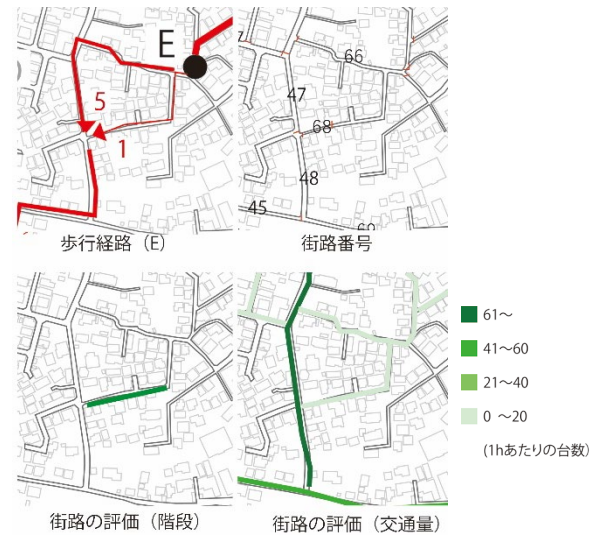 E
5
1
歩行経路（E）
66
47
68
48
45
街路番号
61～
41～60
21～40
0 ～20
(1hあたりの台数)
街路の評価（階段）
街路の評価（交通量）